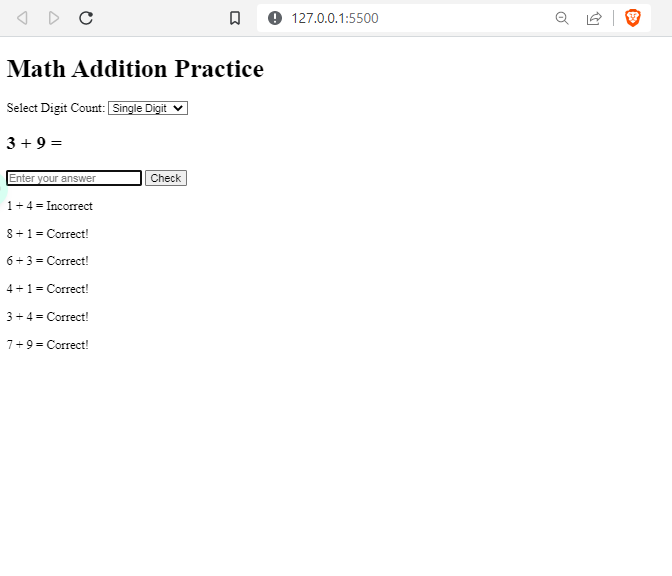 127.0.0.1:5500
Math Addition Practice
Select Digit Count: Single Digit
3 + 9 =
Enter your answer Check
1 + 4 = Incorrect
8 + 1 = Correct!
6 + 3 = Correct!
4 + 1 = Correct!
3 + 4 = Correct!
7 + 9 = Correct!